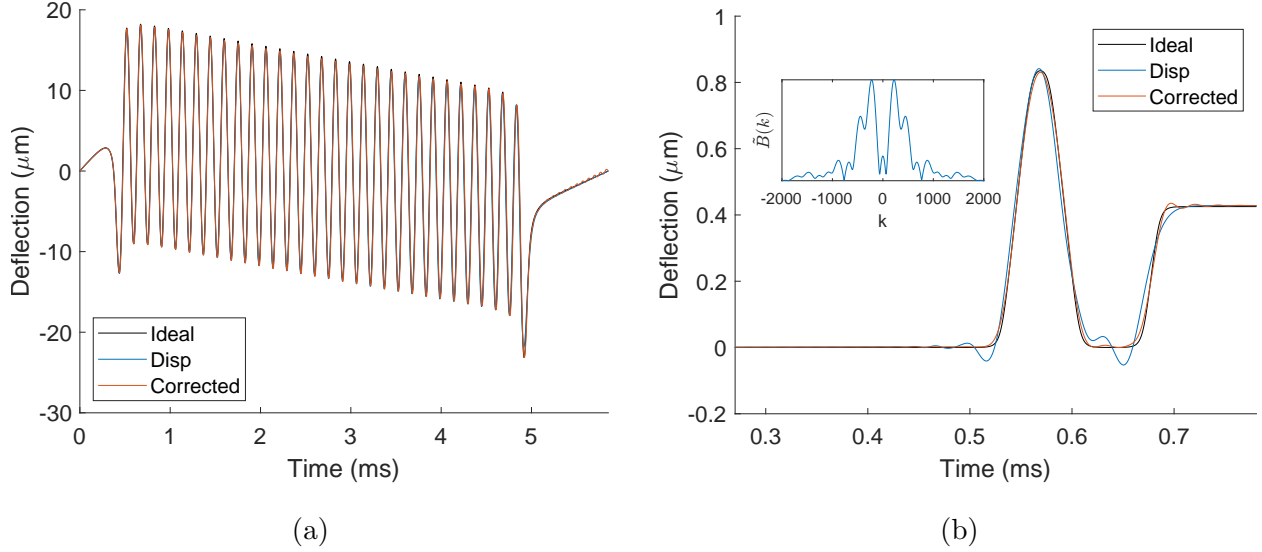 20
10
0
-10
-20
-30
Deflection (μm)
0 1 2 3 4 5
Time (ms)
Ideal
Disp
Corrected
(a)
1
0.8
0.6
0.4
0.2
0
-0.2
Deflection (μm)
0.3 0.4 0.5 0.6 0.7
Time (ms)
Ideal
Disp
Corrected
B̃(k)
-2000 -1000 0 1000 2000
k
(b)